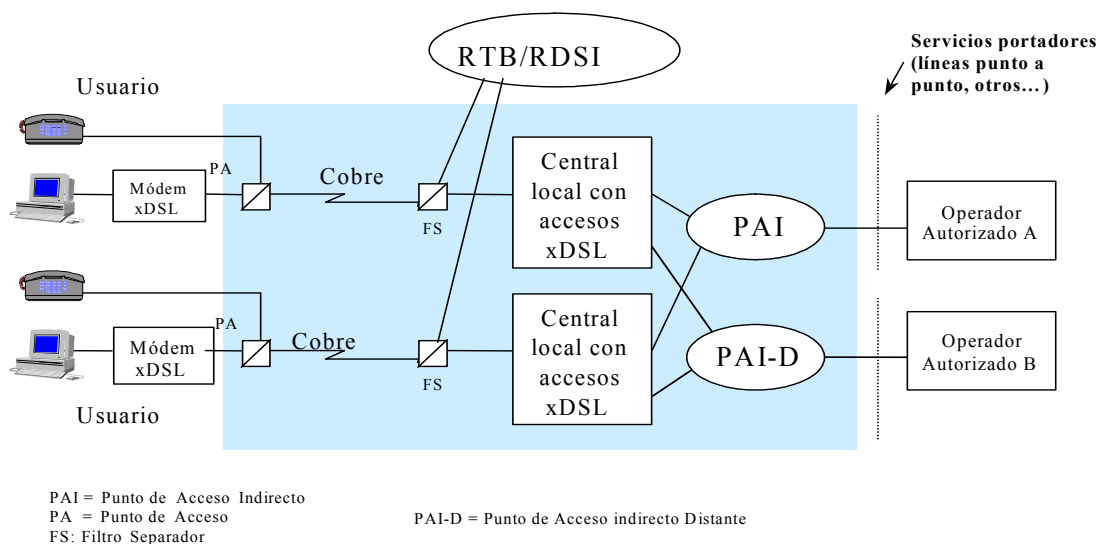 RTB/RDSI
Servicios portadores
(líneas punto a
punto, otros…)
Usuario
PA
Módem
xDSL
Cobre
FS
Central
local con
accesos
xDSL
PAI
Operador
Autorizado A
PA
Módem
xDSL
Cobre
FS
Central
local con
accesos
xDSL
PAI-D
Operador
Autorizado B
Usuario
PAI = Punto de Acceso Indirecto
PA = Punto de Acceso
FS: Filtro Separador
PAI-D = Punto de Acceso indirecto Distante